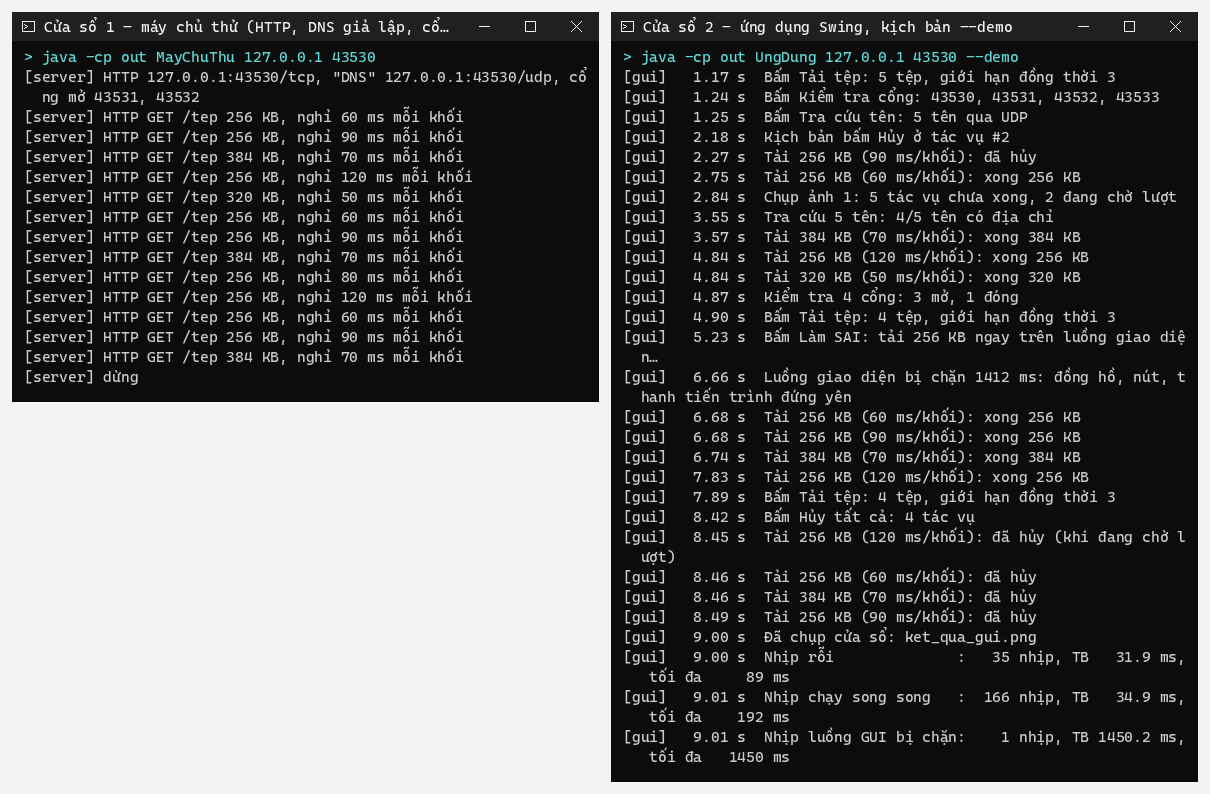 Cửa sổ 1 — máy chủ thử (HTTP, DNS giả lập, cổ…
> java -cp out MayChuThu 127.0.0.1 43530
[server] HTTP 127.0.0.1:43530/tcp, "DNS" 127.0.0.1:43530/udp, cổ
ng mở 43531, 43532
[server] HTTP GET /tep 256 KB, nghỉ 60 ms mỗi khối
[server] HTTP GET /tep 256 KB, nghỉ 90 ms mỗi khối
[server] HTTP GET /tep 384 KB, nghỉ 70 ms mỗi khối
[server] HTTP GET /tep 256 KB, nghỉ 120 ms mỗi khối
[server] HTTP GET /tep 320 KB, nghỉ 50 ms mỗi khối
[server] HTTP GET /tep 256 KB, nghỉ 60 ms mỗi khối
[server] HTTP GET /tep 256 KB, nghỉ 90 ms mỗi khối
[server] HTTP GET /tep 384 KB, nghỉ 70 ms mỗi khối
[server] HTTP GET /tep 256 KB, nghỉ 80 ms mỗi khối
[server] HTTP GET /tep 256 KB, nghỉ 120 ms mỗi khối
[server] HTTP GET /tep 256 KB, nghỉ 60 ms mỗi khối
[server] HTTP GET /tep 256 KB, nghỉ 90 ms mỗi khối
[server] HTTP GET /tep 384 KB, nghỉ 70 ms mỗi khối
[server] dừng
Cửa sổ 2 — ứng dụng Swing, kịch bản --demo
> java -cp out UngDung 127.0.0.1 43530 --demo
[gui]   1.17 s  Bấm Tải tệp: 5 tệp, giới hạn đồng thời 3
[gui]   1.24 s  Bấm Kiểm tra cổng: 43530, 43531, 43532, 43533
[gui]   1.25 s  Bấm Tra cứu tên: 5 tên qua UDP
[gui]   2.18 s  Kịch bản bấm Hủy ở tác vụ #2
[gui]   2.27 s  Tải 256 KB (90 ms/khối): đã hủy
[gui]   2.75 s  Tải 256 KB (60 ms/khối): xong 256 KB
[gui]   2.84 s  Chụp ảnh 1: 5 tác vụ chưa xong, 2 đang chờ lượt
[gui]   3.55 s  Tra cứu 5 tên: 4/5 tên có địa chỉ
[gui]   3.57 s  Tải 384 KB (70 ms/khối): xong 384 KB
[gui]   4.84 s  Tải 256 KB (120 ms/khối): xong 256 KB
[gui]   4.84 s  Tải 320 KB (50 ms/khối): xong 320 KB
[gui]   4.87 s  Kiểm tra 4 cổng: 3 mở, 1 đóng
[gui]   4.90 s  Bấm Tải tệp: 4 tệp, giới hạn đồng thời 3
[gui]   5.23 s  Bấm Làm SAI: tải 256 KB ngay trên luồng giao diệ
n…
[gui]   6.66 s  Luồng giao diện bị chặn 1412 ms: đồng hồ, nút, t
hanh tiến trình đứng yên
[gui]   6.68 s  Tải 256 KB (60 ms/khối): xong 256 KB
[gui]   6.68 s  Tải 256 KB (90 ms/khối): xong 256 KB
[gui]   6.74 s  Tải 384 KB (70 ms/khối): xong 384 KB
[gui]   7.83 s  Tải 256 KB (120 ms/khối): xong 256 KB
[gui]   7.89 s  Bấm Tải tệp: 4 tệp, giới hạn đồng thời 3
[gui]   8.42 s  Bấm Hủy tất cả: 4 tác vụ
[gui]   8.45 s  Tải 256 KB (120 ms/khối): đã hủy (khi đang chờ l
ượt)
[gui]   8.46 s  Tải 256 KB (60 ms/khối): đã hủy
[gui]   8.46 s  Tải 384 KB (70 ms/khối): đã hủy
[gui]   8.49 s  Tải 256 KB (90 ms/khối): đã hủy
[gui]   9.00 s  Đã chụp cửa sổ: ket_qua_gui.png
[gui]   9.00 s  Nhịp rỗi              :   35 nhịp, TB   31.9 ms,
tối đa     89 ms
[gui]   9.01 s  Nhịp chạy song song   :  166 nhịp, TB   34.9 ms,
tối đa    192 ms
[gui]   9.01 s  Nhịp luồng GUI bị chặn:    1 nhịp, TB 1450.2 ms,
tối đa   1450 ms